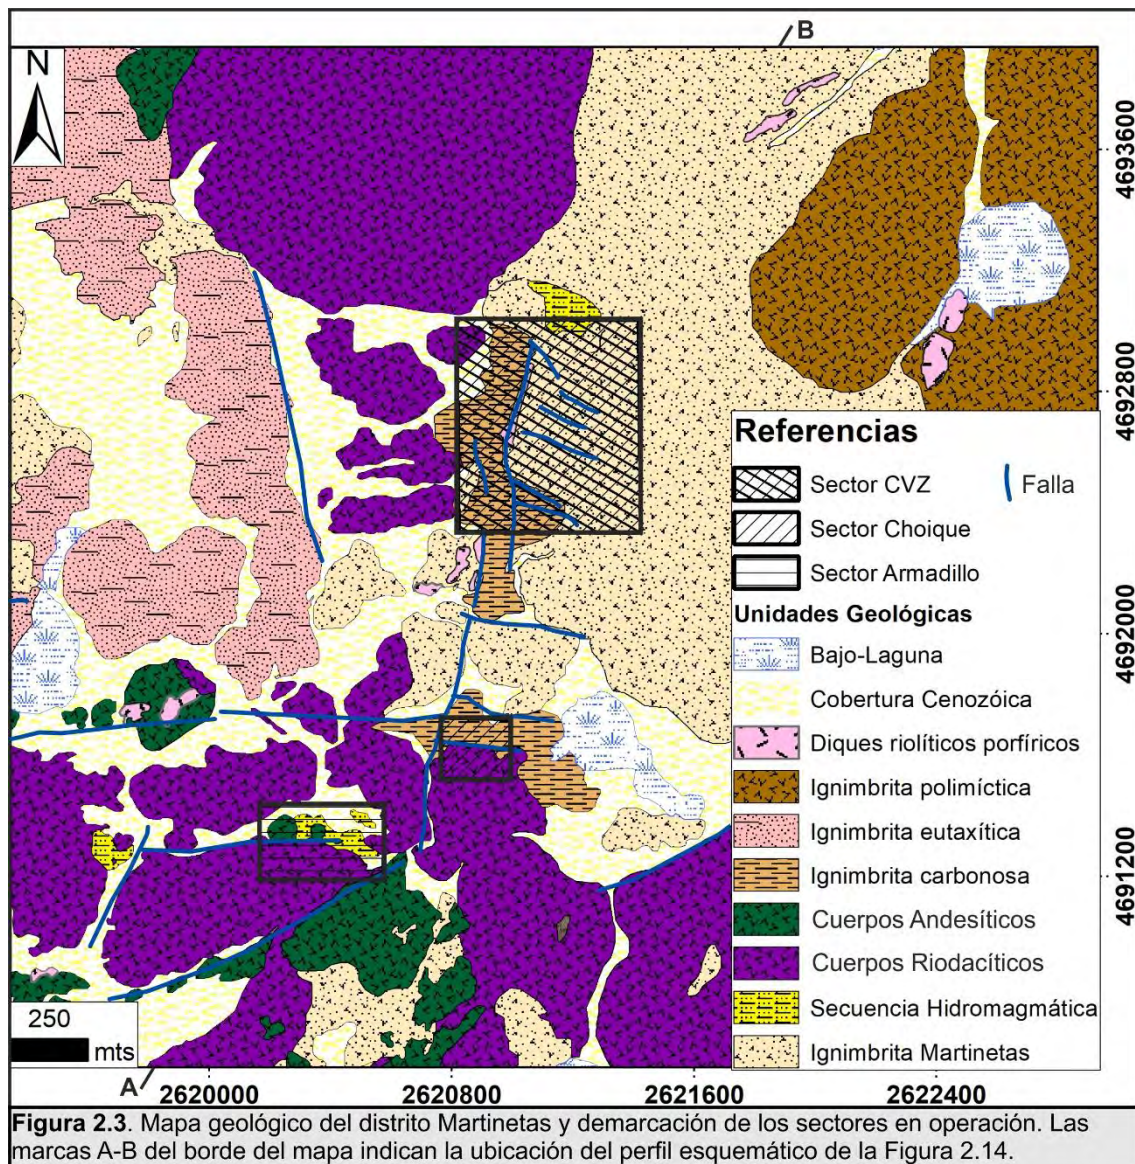 B
N
4693600
4692800
4692000
4691200
Referencias
Sector CVZ
Falla
Sector Choique
Sector Armadillo
Unidades Geológicas
Bajo-Laguna
Cobertura Cenozóica
Diques riolíticos porfíricos
Ignimbrita polimíctica
Ignimbrita eutaxítica
Ignimbrita carbonosa
Cuerpos Andesíticos
Cuerpos Riodacíticos
Secuencia Hidromagmática
Ignimbrita Martinetas
250
mts
A
2620000 2620800 2621600 2622400
Figura 2.3. Mapa geológico del distrito Martinetas y demarcación de los sectores en operación. Las
marcas A-B del borde del mapa indican la ubicación del perfil esquemático de la Figura 2.14.